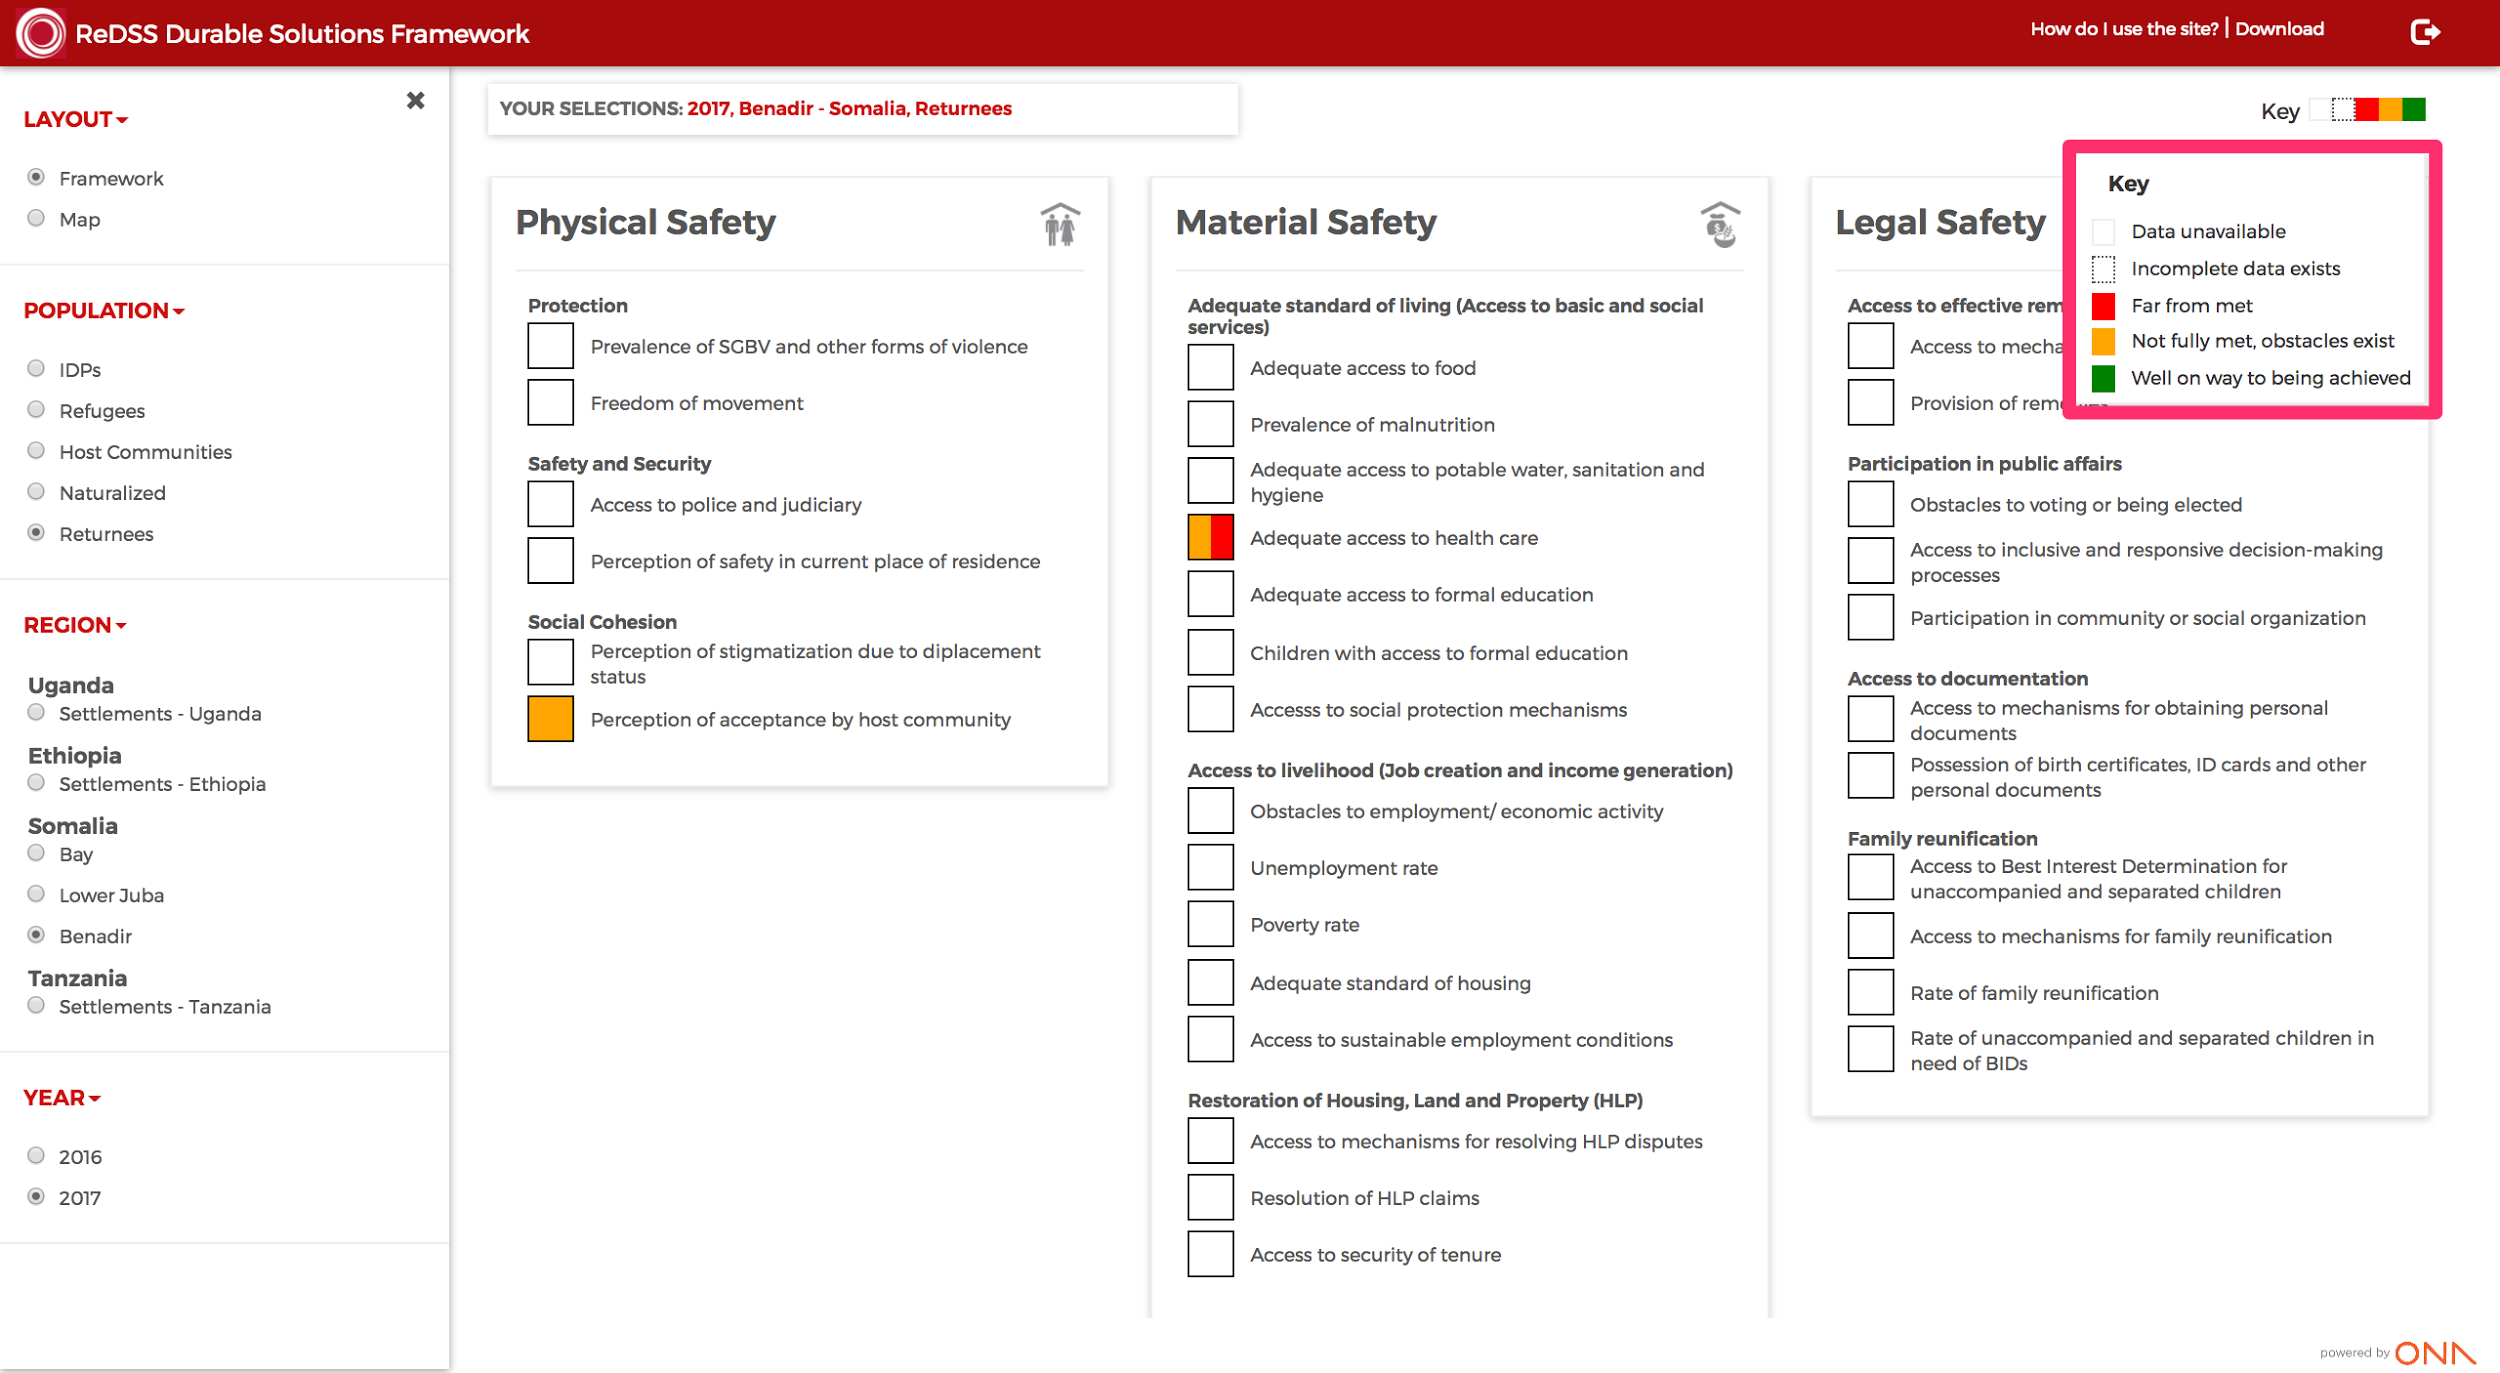 ReDSS Durable Solutions Framework
How do I use the site? | Download
LAYOUT
Framework
Map
POPULATION
IDPs
Refugees
Host Communities
Naturalized
Returnees
REGION
Uganda
Settlements - Uganda
Ethiopia
Settlements - Ethiopia
Somalia
Bay
Lower Juba
Benadir
Tanzania
Settlements - Tanzania
YEAR
2016
2017
YOUR SELECTIONS: 2017, Benadir - Somalia, Returnees
Key
Physical Safety
Protection
Prevalence of SGBV and other forms of violence
Freedom of movement
Safety and Security
Access to police and judiciary
Perception of safety in current place of residence
Social Cohesion
Perception of stigmatization due to diplacement
status
Perception of acceptance by host community
Material Safety
Adequate standard of living (Access to basic and social
services)
Adequate access to food
Prevalence of malnutrition
Adequate access to potable water, sanitation and
hygiene
Adequate access to health care
Adequate access to formal education
Children with access to formal education
Accesss to social protection mechanisms
Access to livelihood (Job creation and income generation)
Obstacles to employment/ economic activity
Unemployment rate
Poverty rate
Adequate standard of housing
Access to sustainable employment conditions
Restoration of Housing, Land and Property (HLP)
Access to mechanisms for resolving HLP disputes
Resolution of HLP claims
Access to security of tenure
Legal Safety
Access to effective rem
Access to mecha
Provision of rem
Participation in public affairs
Obstacles to voting or being elected
Access to inclusive and responsive decision-making
processes
Participation in community or social organization
Access to documentation
Access to mechanisms for obtaining personal
documents
Possession of birth certificates, ID cards and other
personal documents
Family reunification
Access to Best Interest Determination for
unaccompanied and separated children
Access to mechanisms for family reunification
Rate of family reunification
Rate of unaccompanied and separated children in
need of BIDs
Key
Data unavailable
Incomplete data exists
Far from met
Not fully met, obstacles exist
Well on way to being achieved
powered by ONA